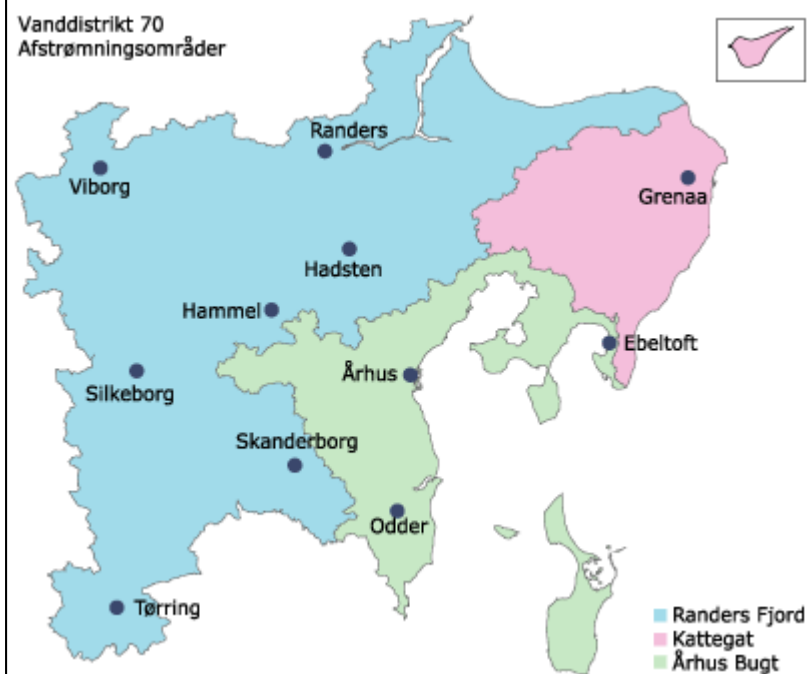 Vanddistrikt 70
Afstrømningsområder
Randers
Viborg
Grenaa
Hadsten
Hammel
Ebeltoft
Århus
Silkeborg
Skanderborg
Odder
Tørring
Randers Fjord
Kattegat
Århus Bugt